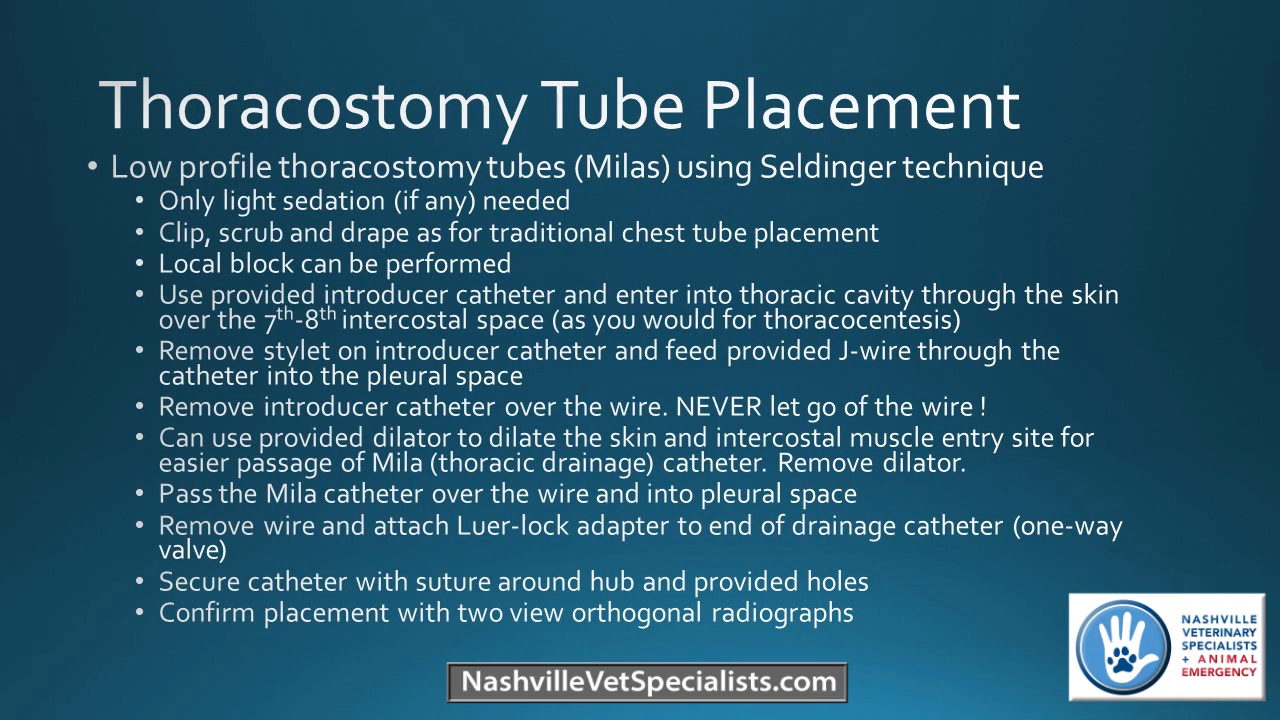 Thoracostomy Tube Placement
• Low profile thoracostomy tubes (Milas) using Seldinger technique
• Only light sedation (if any) needed
• Clip, scrub and drape as for traditional chest tube placement
• Local block can be performed
• Use provided introducer catheter and enter into thoracic cavity through the skin
over the 7th-8th intercostal space (as you would for thoracocentesis)
• Remove stylet on introducer catheter and feed provided J-wire through the
catheter into the pleural space
• Remove introducer catheter over the wire. NEVER let go of the wire !
• Can use provided dilator to dilate the skin and intercostal muscle entry site for
easier passage of Mila (thoracic drainage) catheter. Remove dilator.
• Pass the Mila catheter over the wire and into pleural space
• Remove wire and attach Luer-lock adapter to end of drainage catheter (one-way
valve)
• Secure catheter with suture around hub and provided holes
• Confirm placement with two view orthogonal radiographs
NASHVILLE
VETERINARY
SPECIALISTS
+ ANIMAL
EMERGENCY
NashvilleVetSpecialists.com